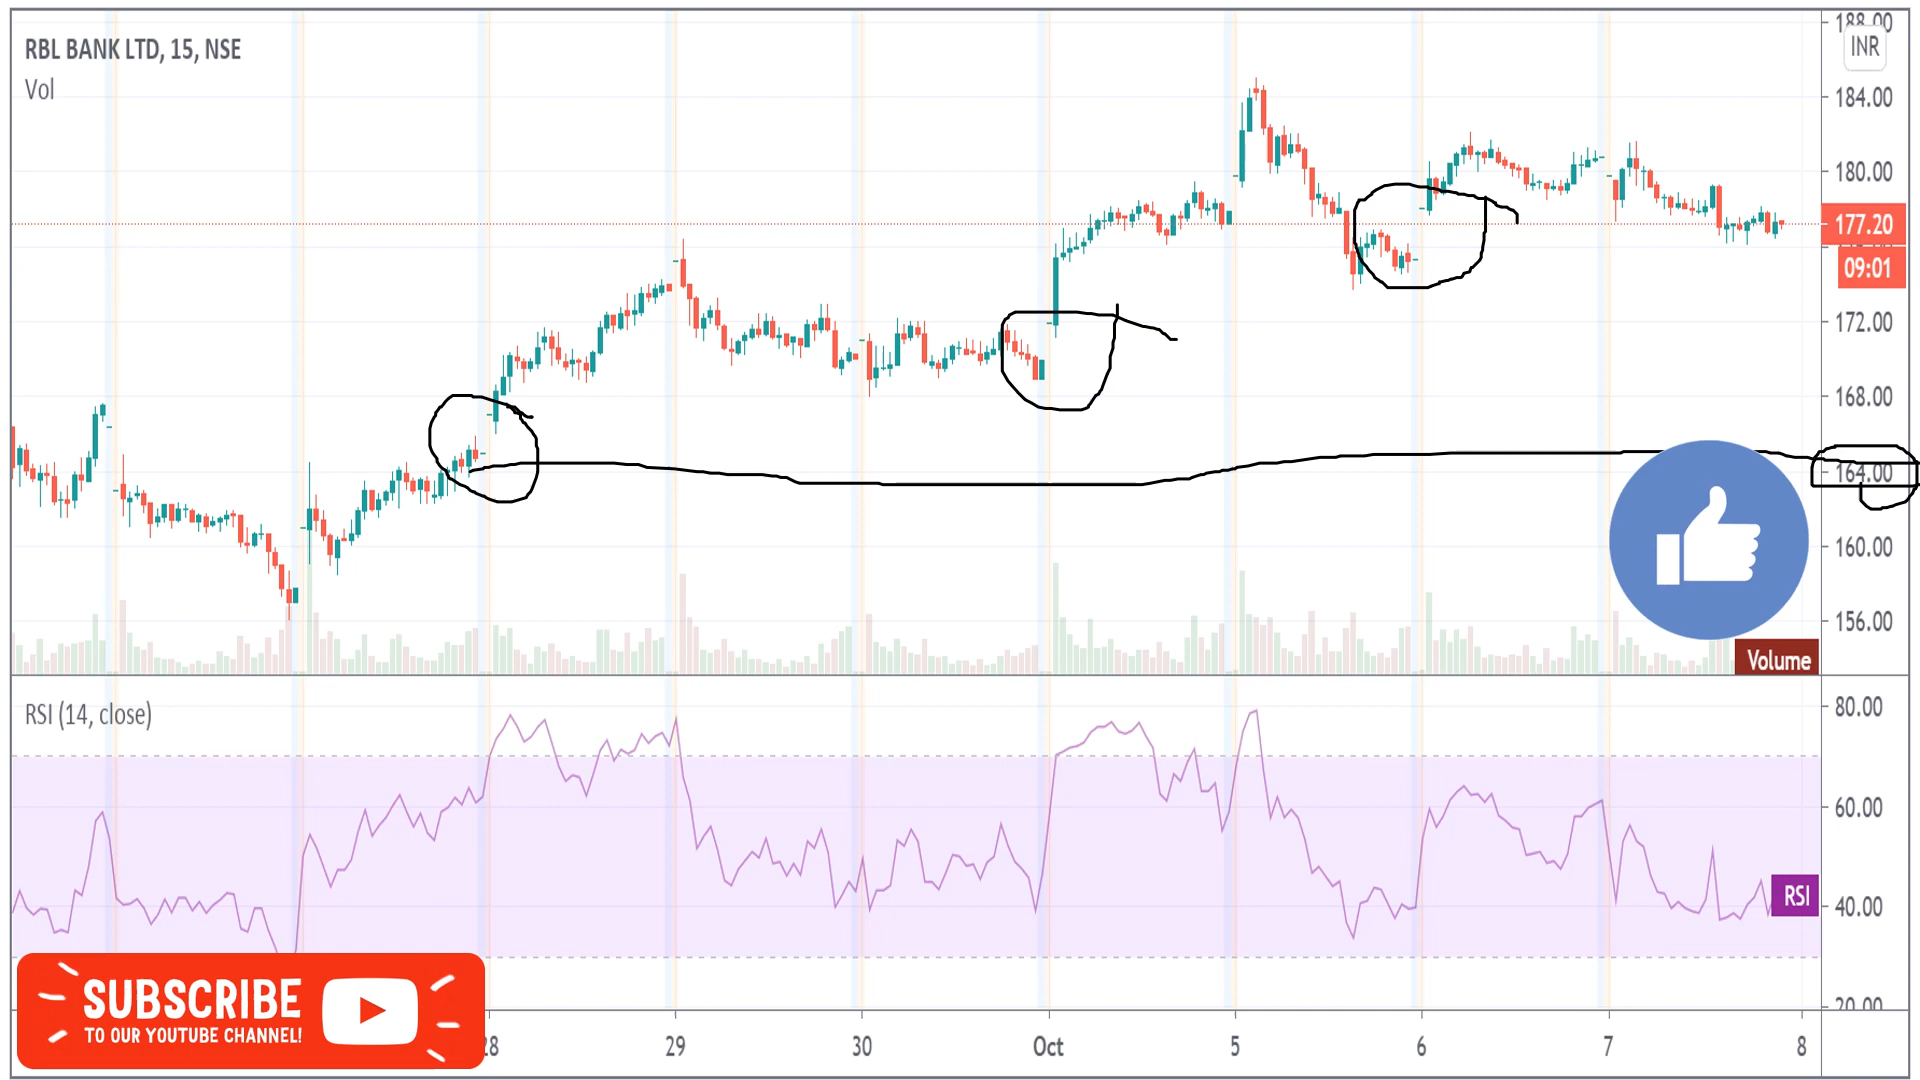 RBL BANK LTD, 15, NSE
Vol
188.00
INR
184.00
180.00
177.20
09:01
172.00
168.00
164.00
160.00
156.00
Volume
RSI (14, close)
80.00
60.00
RSI
40.00
20.00
SUBSCRIBE
TO OUR YOUTUBE CHANNEL!
28 29 30 Oct 5 6 7 8